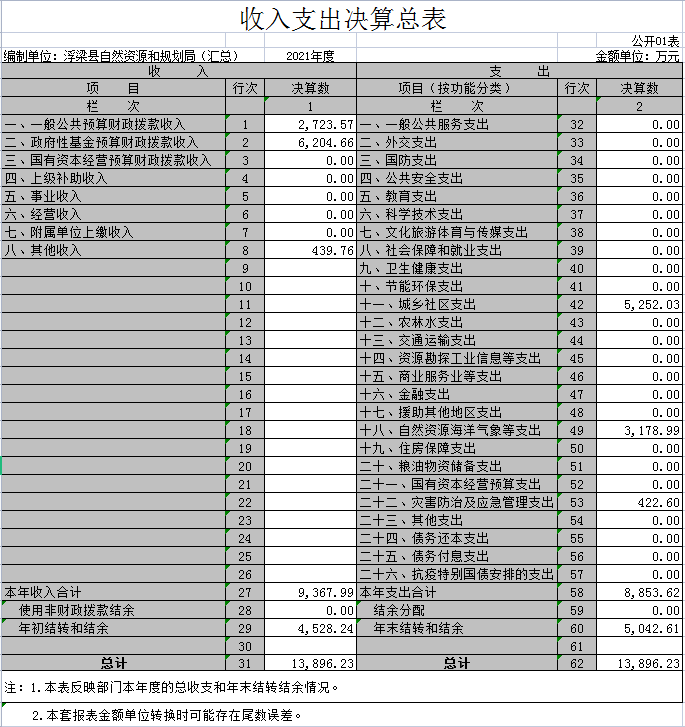 收入支出决算总表
公开01表
编制单位：浮梁县自然资源和规划局（汇总） 2021年度 金额单位：万元
收 入 支 出
项 目 行次 决算数 项目（按功能分类） 行次 决算数
栏 次 1 栏 次 2
一、一般公共预算财政拨款收入 1 2,723.57 一、一般公共服务支出 32 0.00
二、政府性基金预算财政拨款收入 2 6,204.66 二、外交支出 33 0.00
三、国有资本经营预算财政拨款收入 3 0.00 三、国防支出 34 0.00
四、上级补助收入 4 0.00 四、公共安全支出 35 0.00
五、事业收入 5 0.00 五、教育支出 36 0.00
六、经营收入 6 0.00 六、科学技术支出 37 0.00
七、附属单位上缴收入 7 0.00 七、文化旅游体育与传媒支出 38 0.00
八、其他收入 8 439.76 八、社会保障和就业支出 39 0.00
9 九、卫生健康支出 40 0.00
10 十、节能环保支出 41 0.00
11 十一、城乡社区支出 42 5,252.03
12 十二、农林水支出 43 0.00
13 十三、交通运输支出 44 0.00
14 十四、资源勘探工业信息等支出 45 0.00
15 十五、商业服务业等支出 46 0.00
16 十六、金融支出 47 0.00
17 十七、援助其他地区支出 48 0.00
18 十八、自然资源海洋气象等支出 49 3,178.99
19 十九、住房保障支出 50 0.00
20 二十、粮油物资储备支出 51 0.00
21 二十一、国有资本经营预算支出 52 0.00
22 二十二、灾害防治及应急管理支出 53 422.60
23 二十三、其他支出 54 0.00
24 二十四、债务还本支出 55 0.00
25 二十五、债务付息支出 56 0.00
26 二十六、抗疫特别国债安排的支出 57 0.00
本年收入合计 27 9,367.99 本年支出合计 58 8,853.62
使用非财政拨款结余 28 0.00 结余分配 59 0.00
年初结转和结余 29 4,528.24 年末结转和结余 60 5,042.61
30 61
总计 31 13,896.23 总计 62 13,896.23
注：1.本表反映部门本年度的总收支和年末结转结余情况。
2.本套报表金额单位转换时可能存在尾数误差。